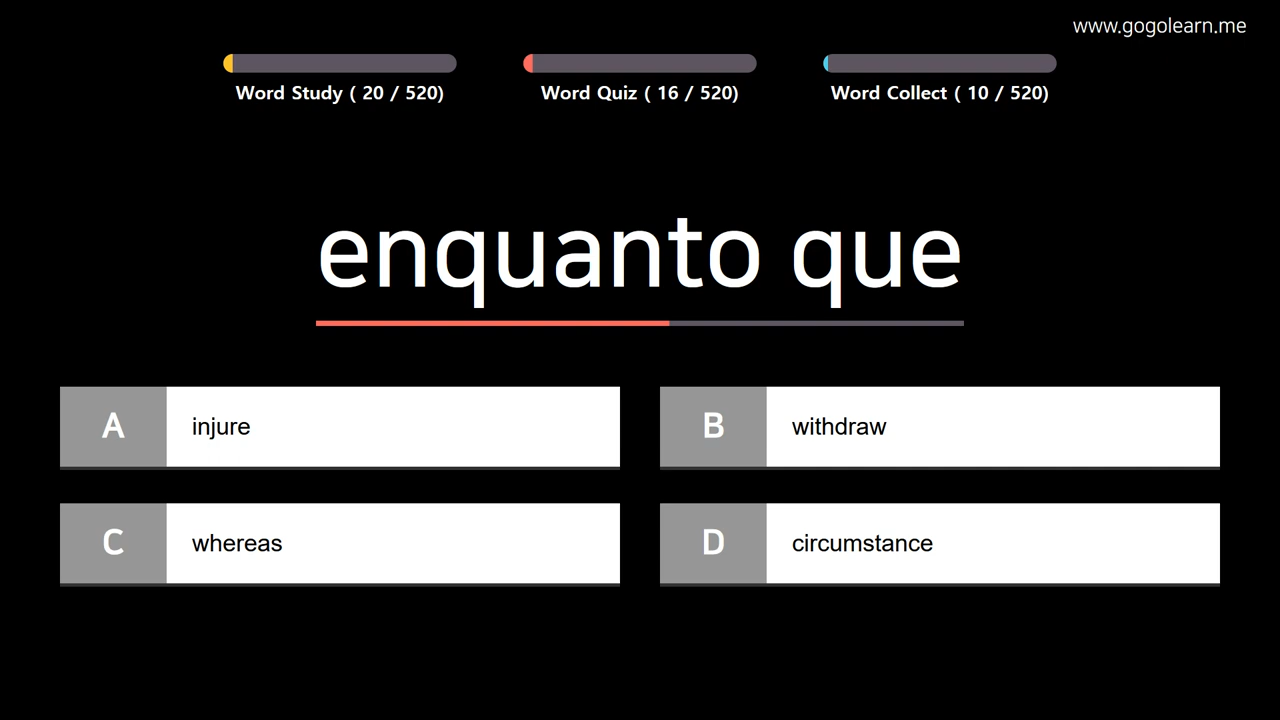 www.gogolearn.me
Word Study ( 20 / 520)
Word Quiz ( 16 / 520)
Word Collect ( 10 / 520)
enquanto que
A injure
B withdraw
C whereas
D circumstance